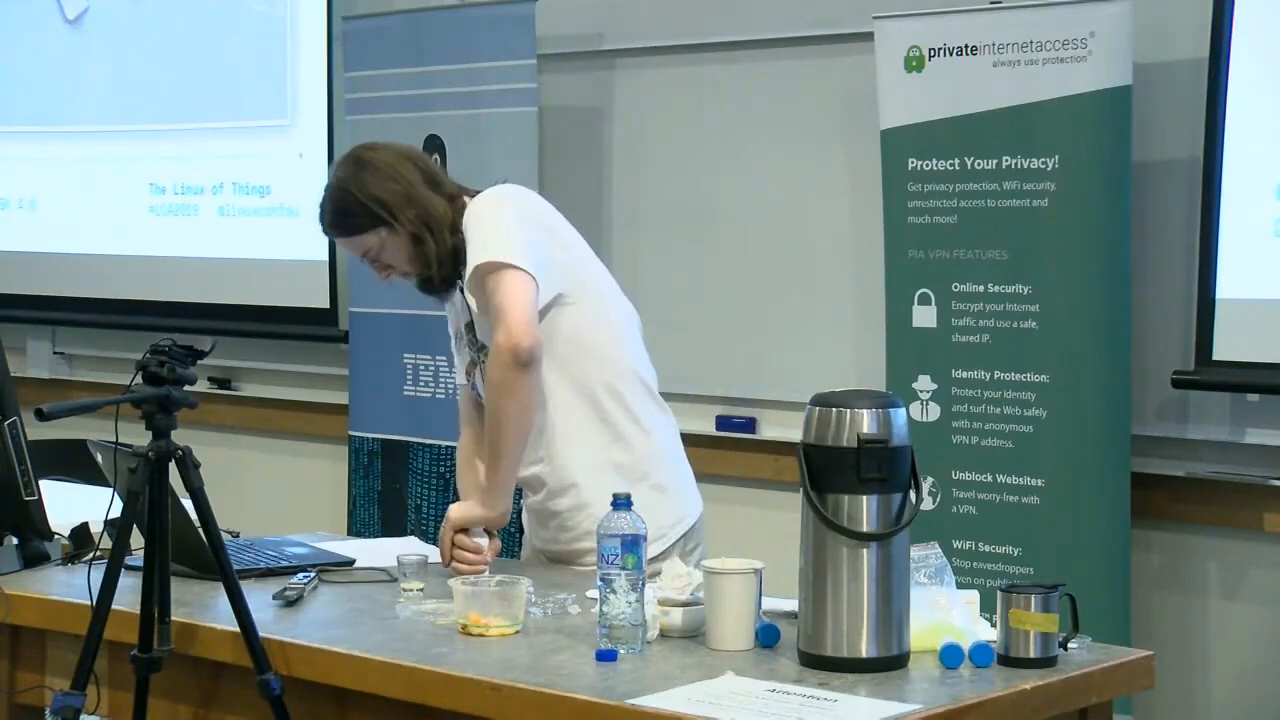 The Linux of Things
#LCA2019 @linuxconfau
IBM
privateinternetaccess®
always use protection®
Protect Your Privacy!
Get privacy protection, WiFi security,
unrestricted access to content and
much more!
PIA VPN FEATURES
Online Security:
Encrypt your Internet
traffic and use a safe,
shared IP.
Identity Protection:
Protect your Identity
and surf the Web safely
with an anonymous
VPN IP address.
Unblock Websites:
Travel worry-free with
a VPN.
WiFi Security:
Stop eavesdroppers
NZ
Attention